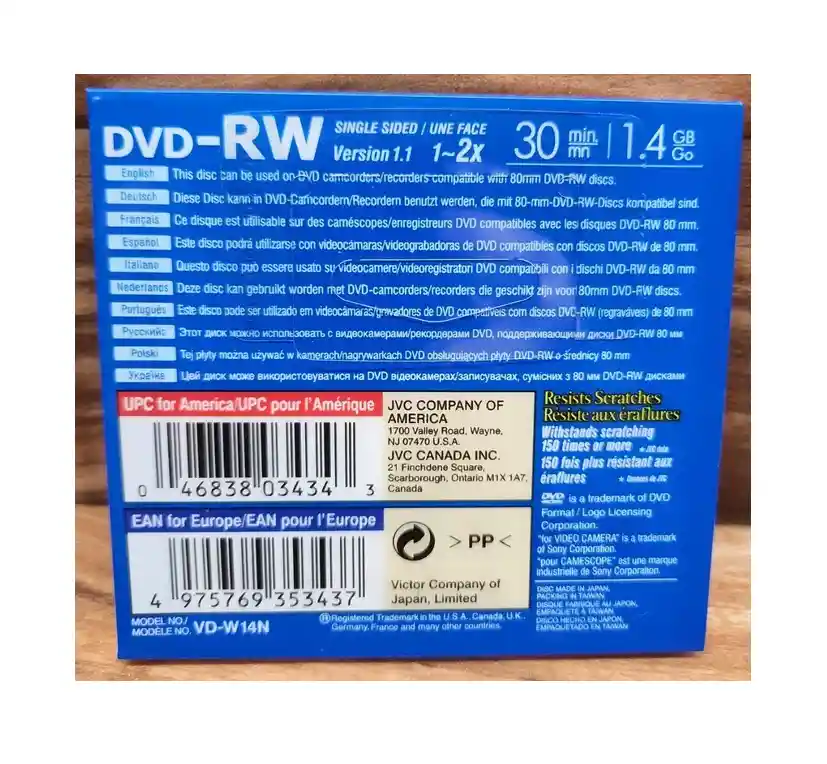 DVD-RW SINGLE SIDED / UNE FACE Version 1.1 1~2x 30 min. mn 1.4 GB Go
English This disc can be used on DVD camcorders/recorders compatible with 80mm DVD-RW discs.
Deutsch Diese Disc kann in DVD-Camcordern/Recordern benutzt werden, die mit 80-mm-DVD-RW-Discs kompatibel sind.
Français Ce disque est utilisable sur des caméscopes/enregistreurs DVD compatibles avec les disques DVD-RW 80 mm.
Español Este disco podrá utilizarse con videocámaras/videograbadoras de DVD compatibles con discos DVD-RW de 80 mm.
Italiano Questo disco può essere usato su videocamere/videoregistratori DVD compatibili con i dischi DVD-RW da 80 mm
Nederlands Deze disc kan gebruikt worden met DVD-camcorders/recorders die geschikt zijn voor 80mm DVD-RW discs.
Português Este disco pode ser utilizado em videocâmaras/gravadores de DVD compatíveis com discos DVD-RW (regraváveis) de 80 mm
Русский Этот диск можно использовать с видеокамерами/рекордерами DVD, поддерживающими диски DVD-RW 80 мм
Polski Tej płyty można używać w kamerach/nagrywarkach DVD obsługujących płyty DVD-RW o średnicy 80 mm
Україна Цей диск може використовуватися на DVD відеокамерах/записувачах, сумісних з 80 мм DVD-RW дисками
UPC for America/UPC pour l'Amérique
0 46838 03434 3
JVC COMPANY OF
AMERICA
1700 Valley Road, Wayne,
NJ 07470 U.S.A.
JVC CANADA INC.
21 Finchdene Square,
Scarborough, Ontario M1X 1A7,
Canada
EAN for Europe/EAN pour l'Europe
4 975769 353437
> PP <
Victor Company of
Japan, Limited
MODEL NO./
MODÈLE NO. VD-W14N
® Registered Trademark in the U.S.A., Canada, U.K.,
Germany, France and many other countries.
Resists Scratches
Résiste aux éraflures
Withstands scratching
150 times or more * JVC data
150 fois plus résistant aux
éraflures * Données de JVC
DVD is a trademark of DVD
Format / Logo Licensing
Corporation.
"for VIDEO CAMERA" is a trademark
of Sony Corporation.
"pour CAMESCOPE" est une marque
industrielle de Sony Corporation.
DISC MADE IN JAPAN,
PACKING IN TAIWAN
DISQUE FABRIQUÉ AU JAPON,
EMPAQUETÉ À TAIWAN
DISCO HECHO EN JAPÓN,
EMPAQUETADO EN TAIWAN